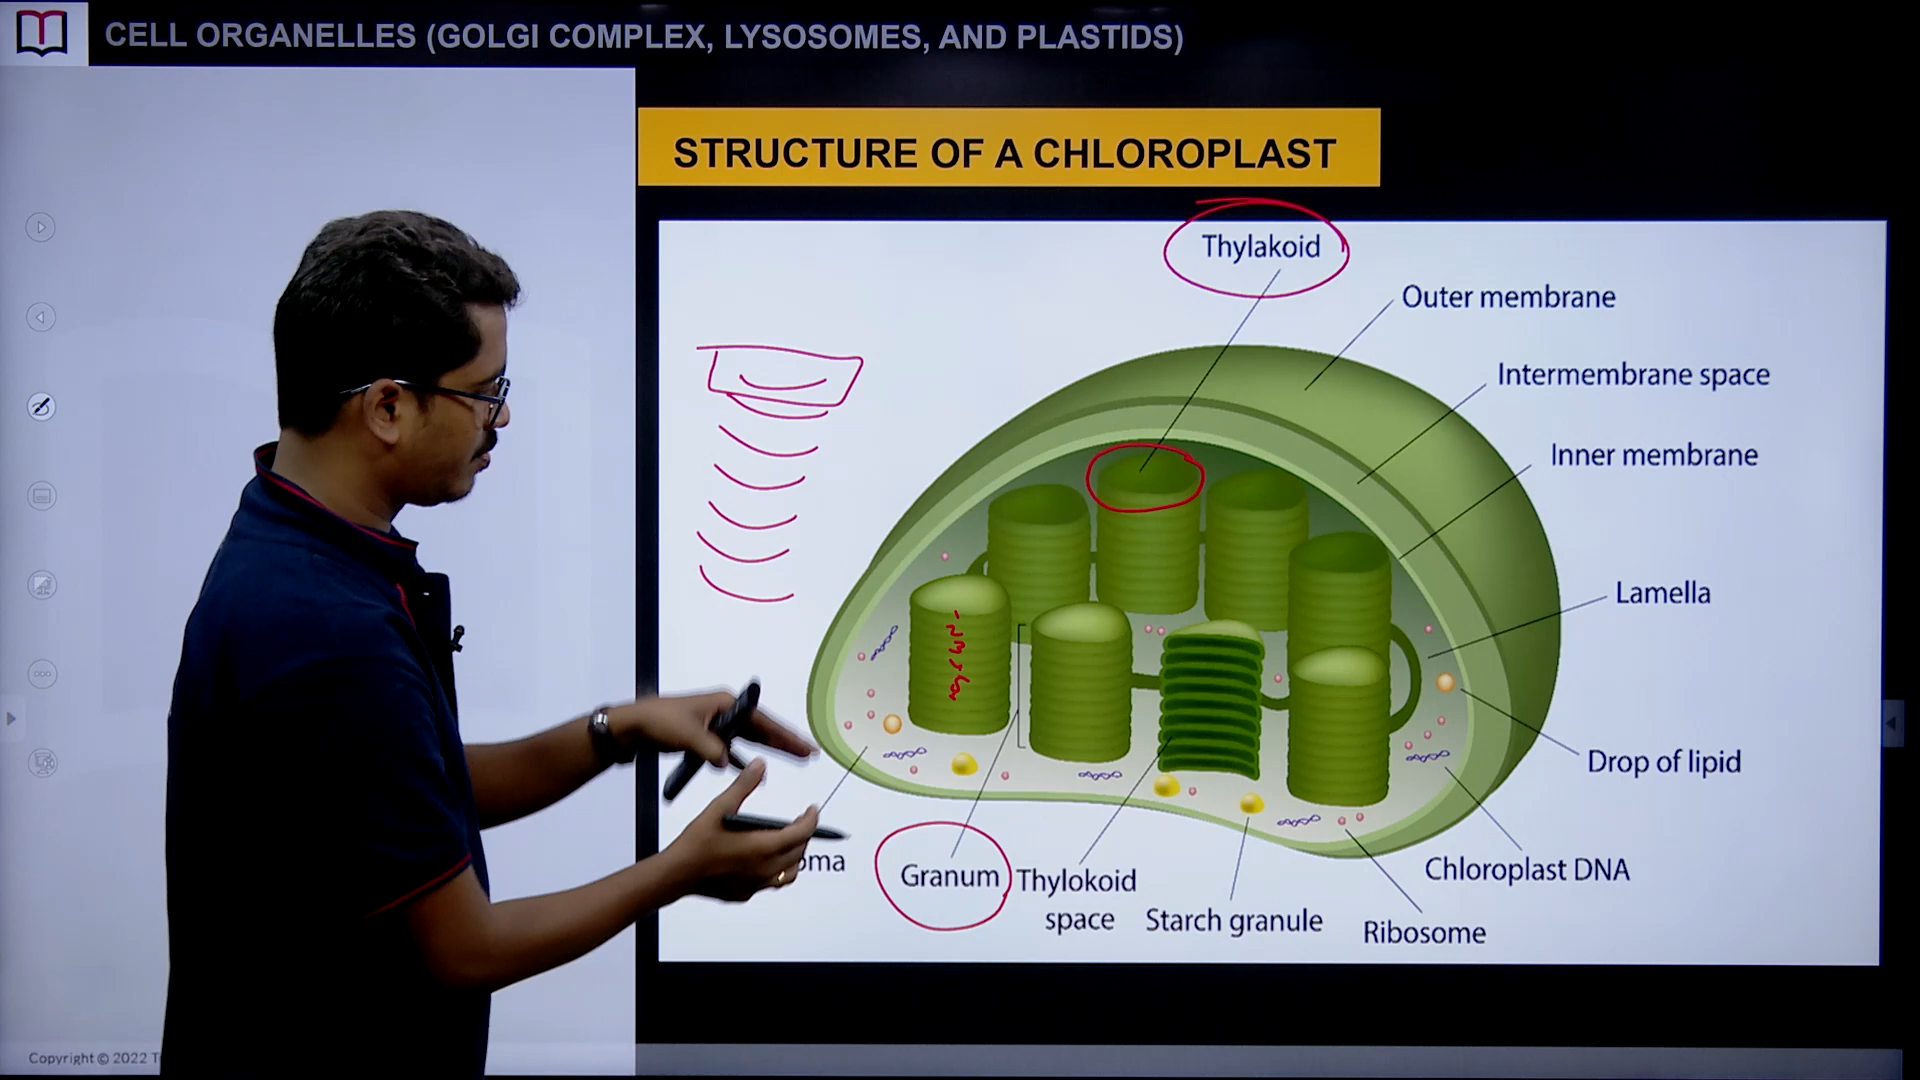 CELL ORGANELLES (GOLGI COMPLEX, LYSOSOMES, AND PLASTIDS)
STRUCTURE OF A CHLOROPLAST
Thylakoid
Outer membrane
Intermembrane space
Inner membrane
Lamella
Drop of lipid
Chloroplast DNA
Ribosome
Starch granule
Thylokoid
space
Granum
oma
Copyright © 2022 T